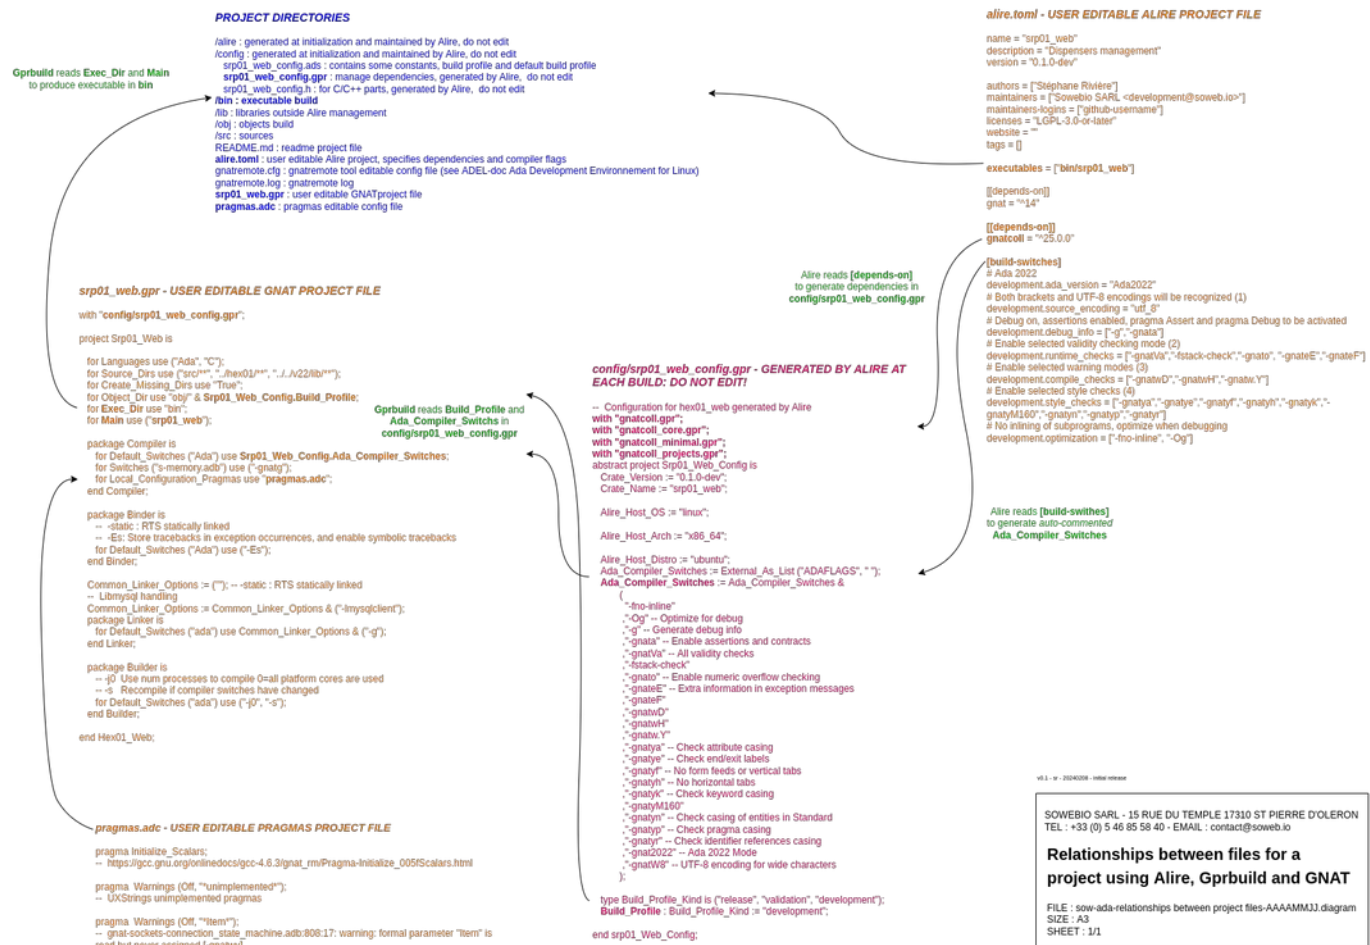 PROJECT DIRECTORIES
/alire : generated at initialization and maintained by Alire, do not edit
/config : generated at initialization and maintained by Alire, do not edit
srp01_web_config.ads : contains some constants, build profile and default build profile
srp01_web_config.gpr : manage dependencies, generated by Alire,  do not edit
srp01_web_config.h : for C/C++ parts, generated by Alire,  do not edit
/bin : executable build
/lib : libraries outside Alire management
/obj : objects build
/src : sources
README.md : readme project file
alire.toml : user editable Alire project, specifies dependencies and compiler flags
gnatremote.cfg : gnatremote tool editable config file (see ADEL-doc Ada Development Environnement for Linux)
gnatremote.log : gnatremote log
srp01_web.gpr : user editable GNATproject file
pragmas.adc : pragmas editable config file
Gprbuild reads Exec_Dir and Main
to produce executable in bin
alire.toml - USER EDITABLE ALIRE PROJECT FILE
name = "srp01_web"
description = "Dispensers management"
version = "0.1.0-dev"
authors = ["Stéphane Rivière"]
maintainers = ["Sowebio SARL <development@soweb.io>"]
maintainers-logins = ["github-username"]
licenses = "LGPL-3.0-or-later"
website = ""
tags = []
executables = ["bin/srp01_web"]
[[depends-on]]
gnat = "^14"
[[depends-on]]
gnatcoll = "^25.0.0"
[build-switches]
# Ada 2022
development.ada_version = "Ada2022"
# Both brackets and UTF-8 encodings will be recognized (1)
development.source_encoding = "utf_8"
# Debug on, assertions enabled, pragma Assert and pragma Debug to be activated
development.debug_info = ["-g","-gnata"]
# Enable selected validity checking mode (2)
development.runtime_checks = ["-gnatVa","-fstack-check","-gnato", "-gnateE","-gnateF"]
# Enable selected warning modes (3)
development.compile_checks = ["-gnatwD","-gnatwH","-gnatw.Y"]
# Enable selected style checks (4)
development.style_checks = ["-gnatya","-gnatye","-gnatyf","-gnatyh","-gnatyk","-
gnatyM160","-gnatyn","-gnatyp","-gnatyr"]
# No inlining of subprograms, optimize when debugging
development.optimization = ["-fno-inline", "-Og"]
Alire reads [depends-on]
to generate dependencies in
config/srp01_web_config.gpr
Alire reads [build-swithes]
to generate auto-commented
Ada_Compiler_Switches
srp01_web.gpr - USER EDITABLE GNAT PROJECT FILE
with "config/srp01_web_config.gpr";
project Srp01_Web is
for Languages use ("Ada", "C");
for Source_Dirs use ("src/**", "../hex01/**", "../../v22/lib/**");
for Create_Missing_Dirs use "True";
for Object_Dir use "obj/" & Srp01_Web_Config.Build_Profile;
for Exec_Dir use "bin";
for Main use ("srp01_web");
package Compiler is
for Default_Switches ("Ada") use Srp01_Web_Config.Ada_Compiler_Switches;
for Switches ("s-memory.adb") use ("-gnatg");
for Local_Configuration_Pragmas use "pragmas.adc";
end Compiler;
package Binder is
-- -static : RTS statically linked
-- -Es: Store tracebacks in exception occurrences, and enable symbolic tracebacks
for Default_Switches ("Ada") use ("-Es");
end Binder;
Common_Linker_Options := (""); -- -static : RTS statically linked
-- Libmysql handling
Common_Linker_Options := Common_Linker_Options & ("-lmysqlclient");
package Linker is
for Default_Switches ("ada") use Common_Linker_Options & ("-g");
end Linker;
package Builder is
-- -j0  Use num processes to compile 0=all platform cores are used
-- -s  Recompile if compiler switches have changed
for Default_Switches ("ada") use ("-j0", "-s");
end Builder;
end Hex01_Web;
Gprbuild reads Build_Profile and
Ada_Compiler_Switchs in
config/srp01_web_config.gpr
config/srp01_web_config.gpr - GENERATED BY ALIRE AT
EACH BUILD: DO NOT EDIT!
-- Configuration for hex01_web generated by Alire
with "gnatcoll.gpr";
with "gnatcoll_core.gpr";
with "gnatcoll_minimal.gpr";
with "gnatcoll_projects.gpr";
abstract project Srp01_Web_Config is
Crate_Version := "0.1.0-dev";
Crate_Name := "srp01_web";
Alire_Host_OS := "linux";
Alire_Host_Arch := "x86_64";
Alire_Host_Distro := "ubuntu";
Ada_Compiler_Switches := External_As_List ("ADAFLAGS", " ");
Ada_Compiler_Switches := Ada_Compiler_Switches &
(
"-fno-inline"
,"-Og" -- Optimize for debug
,"-g" -- Generate debug info
,"-gnata" -- Enable assertions and contracts
,"-gnatVa" -- All validity checks
,"-fstack-check"
,"-gnato" -- Enable numeric overflow checking
,"-gnateE" -- Extra information in exception messages
,"-gnateF"
,"-gnatwD"
,"-gnatwH"
,"-gnatw.Y"
,"-gnatya" -- Check attribute casing
,"-gnatye" -- Check end/exit labels
,"-gnatyf" -- No form feeds or vertical tabs
,"-gnatyh" -- No horizontal tabs
,"-gnatyk" -- Check keyword casing
,"-gnatyM160"
,"-gnatyn" -- Check casing of entities in Standard
,"-gnatyp" -- Check pragma casing
,"-gnatyr" -- Check identifier references casing
,"-gnat2022" -- Ada 2022 Mode
,"-gnatW8" -- UTF-8 encoding for wide characters
);
type Build_Profile_Kind is ("release", "validation", "development");
Build_Profile : Build_Profile_Kind := "development";
end srp01_Web_Config;
pragmas.adc - USER EDITABLE PRAGMAS PROJECT FILE
pragma Initialize_Scalars;
-- https://gcc.gnu.org/onlinedocs/gcc-4.6.3/gnat_rm/Pragma-Initialize_005fScalars.html
pragma  Warnings (Off, "*unimplemented*");
-- UXStrings unimplemented pragmas
pragma  Warnings (Off, "*Item*");
-- gnat-sockets-connection_state_machine.adb:808:17: warning: formal parameter "Item" is
read but never assigned [-gnatwv]
v0.1 - sr - 20240208 - initial release
SOWEBIO SARL - 15 RUE DU TEMPLE 17310 ST PIERRE D'OLERON
TEL : +33 (0) 5 46 85 58 40 - EMAIL : contact@soweb.io
Relationships between files for a
project using Alire, Gprbuild and GNAT
FILE : sow-ada-relationships between project files-AAAAMMJJ.diagram
SIZE : A3
SHEET : 1/1